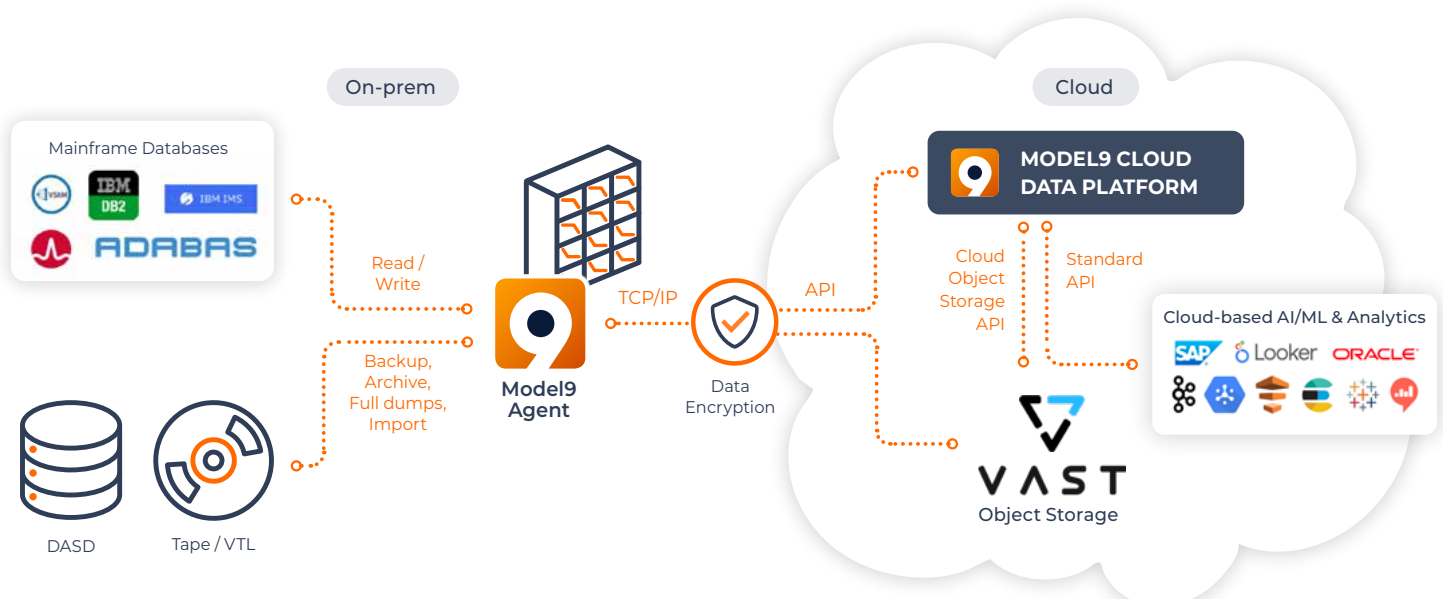 On-prem
Cloud
Mainframe Databases
VSAM
IBM
DB2
IBM IMS
ADABAS
Read /
Write
Backup,
Archive,
Full dumps,
Import
DASD
Tape / VTL
Model9
Agent
TCP/IP
Data
Encryption
API
MODEL9 CLOUD
DATA PLATFORM
Cloud
Object
Storage
API
Standard
API
Cloud-based AI/ML & Analytics
SAP
Looker
ORACLE
VAST
Object Storage